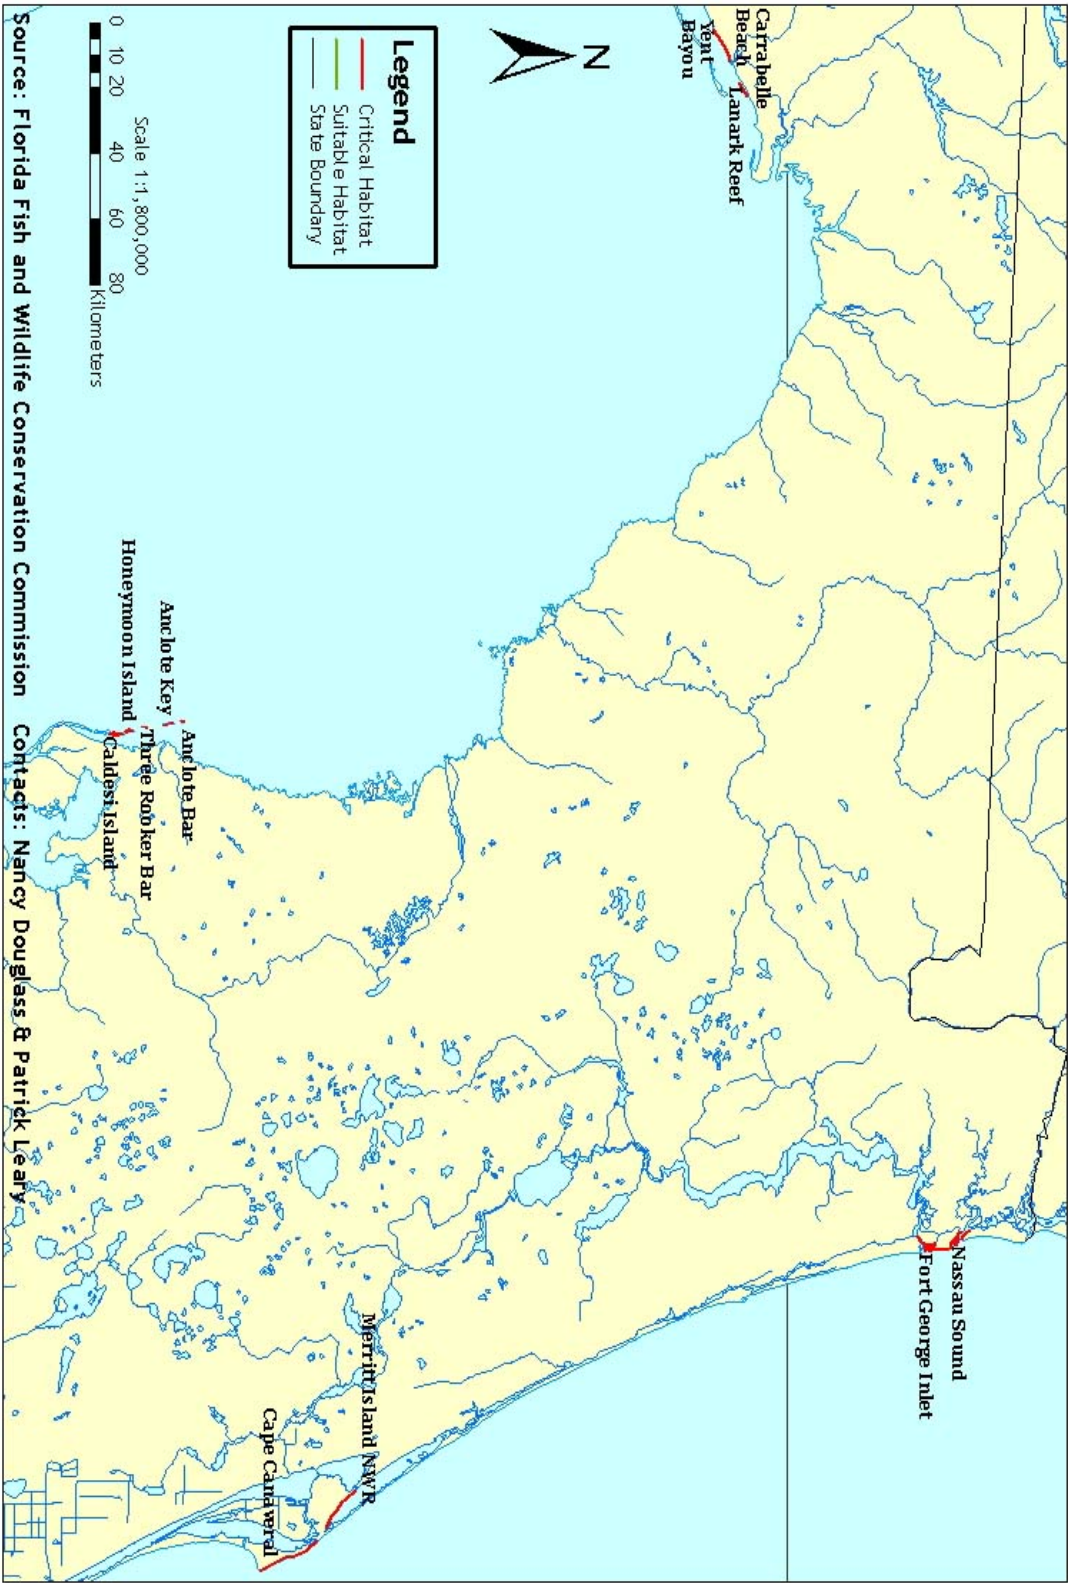 Carrabelle
Beach
Yent
Bayou
Lanark Reef
Nassau Sound
Fort George Inlet
N
Legend
Critical Habitat
Suitable Habitat
State Boundary
Merritt Island NWR
Cape Canaveral
Anclote Bar
Anclote Key
Three Rooker Bar
Honeymoon Island
Caldesi Island
Scale 1:1,800,000
0 10 20 40 60 80
Kilometers
Source: Florida Fish and Wildlife Conservation Commission Contacts: Nancy Douglass & Patrick Leary